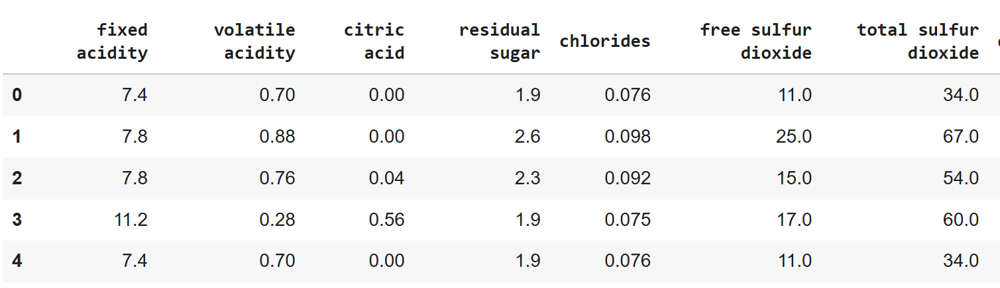 fixed acidity volatile acidity citric acid residual sugar chlorides free sulfur dioxide total sulfur dioxide
0 7.4 0.70 0.00 1.9 0.076 11.0 34.0
1 7.8 0.88 0.00 2.6 0.098 25.0 67.0
2 7.8 0.76 0.04 2.3 0.092 15.0 54.0
3 11.2 0.28 0.56 1.9 0.075 17.0 60.0
4 7.4 0.70 0.00 1.9 0.076 11.0 34.0